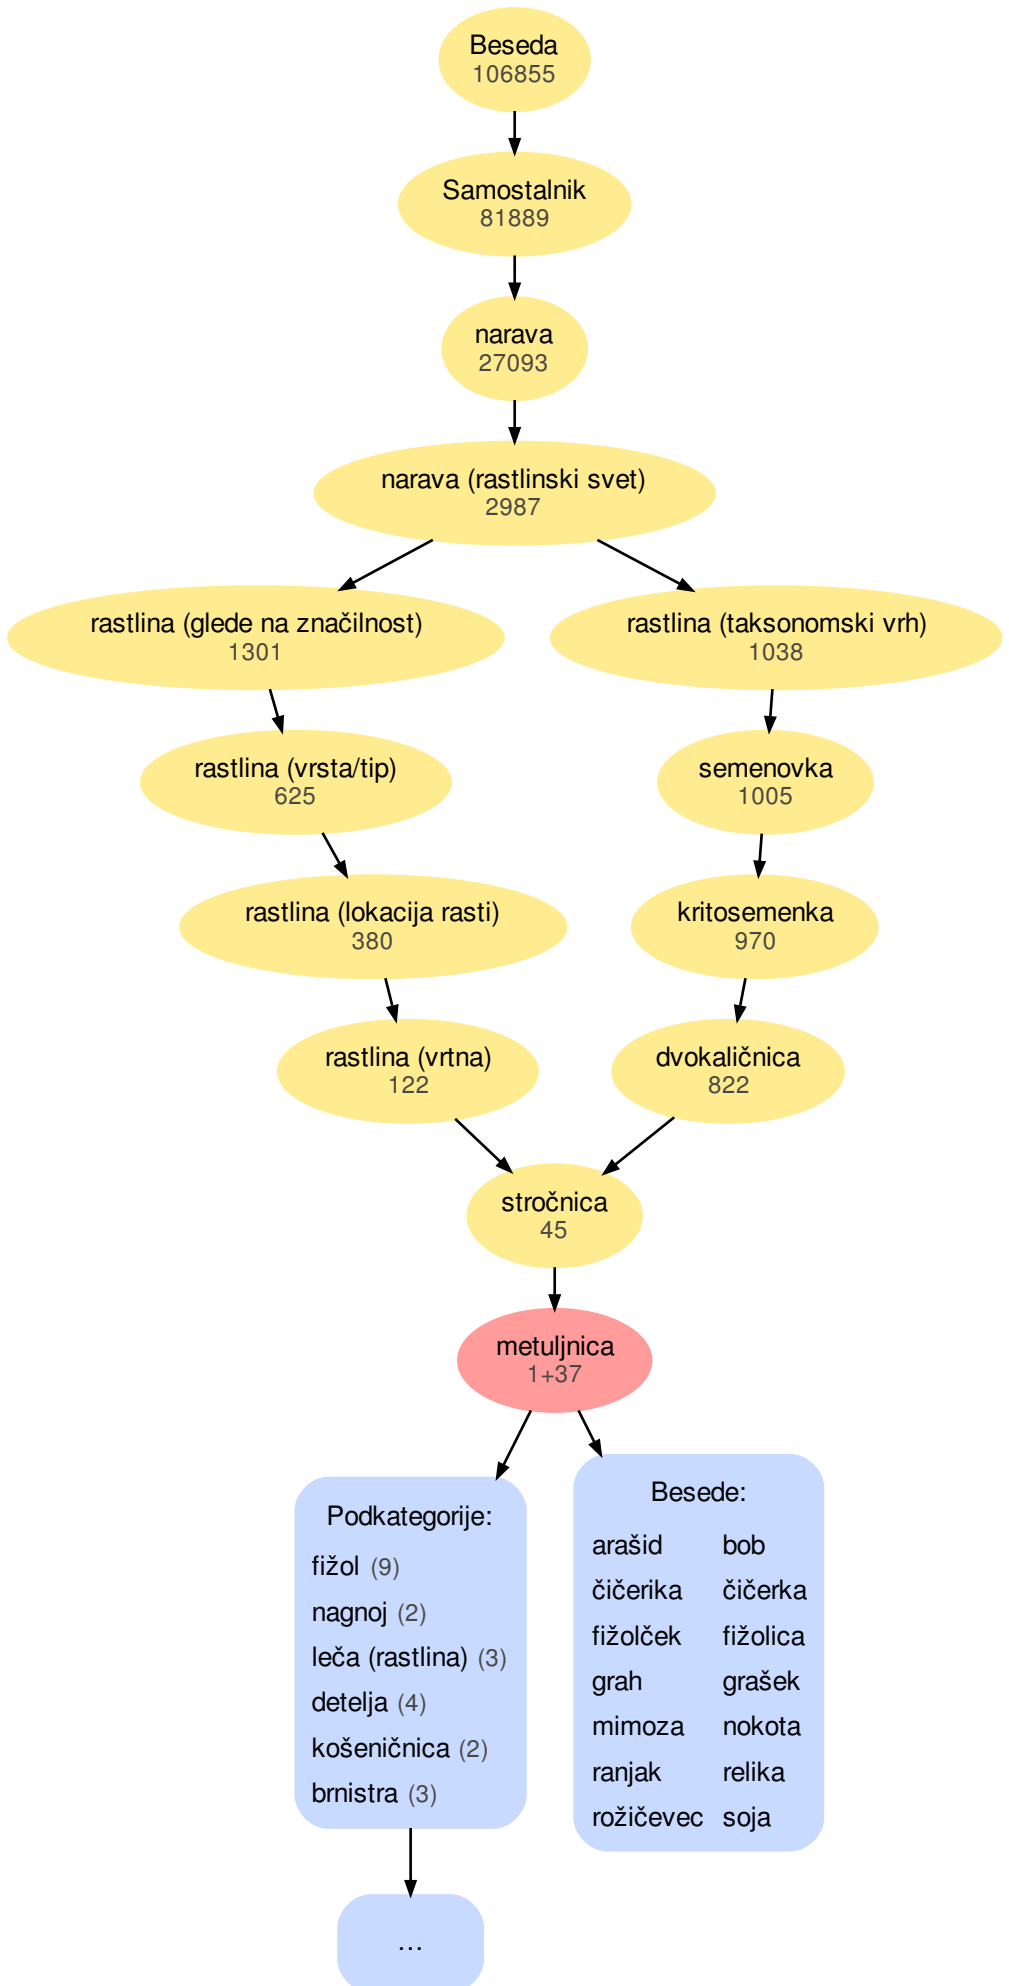 Beseda
106855
Samostalnik
81889
narava
27093
narava (rastlinski svet)
2987
rastlina (glede na značilnost)
1301
rastlina (taksonomski vrh)
1038
rastlina (vrsta/tip)
625
semenovka
1005
rastlina (lokacija rasti)
380
kritosemenka
970
rastlina (vrtna)
122
dvokaličnica
822
stročnica
45
metuljnica
1+37
Podkategorije:
fižol (9)
nagnoj (2)
leča (rastlina) (3)
detelja (4)
košeničnica (2)
brnistra (3)
...
Besede:
arašid bob
čičerika čičerka
fižolček fižolica
grah grašek
mimoza nokota
ranjak relika
rožičevec soja